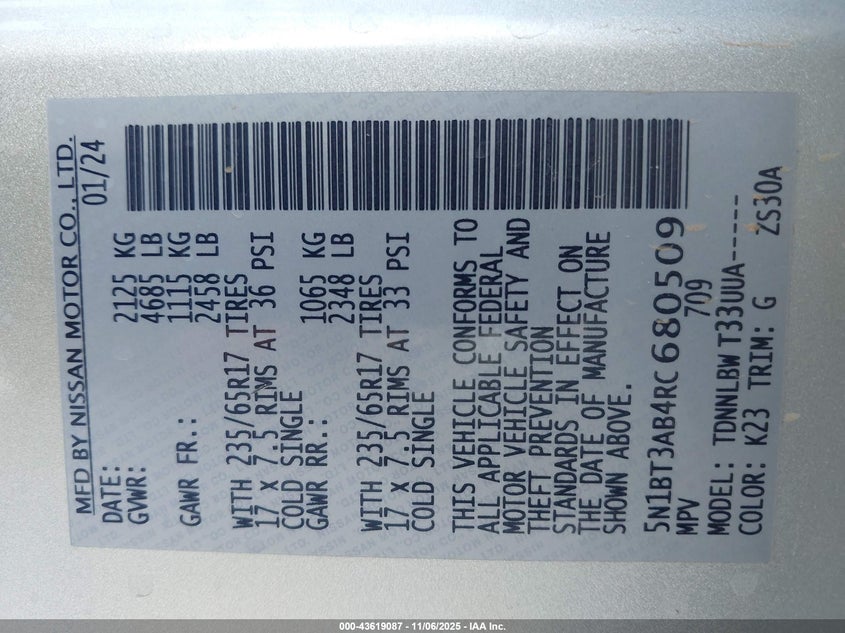 MFD BY NISSAN MOTOR CO., LTD.
DATE: 01/24
GVWR: 2125 KG
4685 LB
GAWR FR.: 1115 KG
2458 LB
WITH 235/65R17 TIRES
17 X 7.5 RIMS AT 36 PSI
COLD SINGLE
GAWR RR.: 1065 KG
2348 LB
WITH 235/65R17 TIRES
17 X 7.5 RIMS AT 33 PSI
COLD SINGLE
THIS VEHICLE CONFORMS TO
ALL APPLICABLE FEDERAL
MOTOR VEHICLE SAFETY AND
THEFT PREVENTION
STANDARDS IN EFFECT ON
THE DATE OF MANUFACTURE
SHOWN ABOVE.
5N1BT3AB4RC680509
MPV 709
MODEL: TDNNLBW T33UUA-----
COLOR: K23 TRIM: G ZS30A
000-43619087 - 11/06/2025 - IAA Inc.